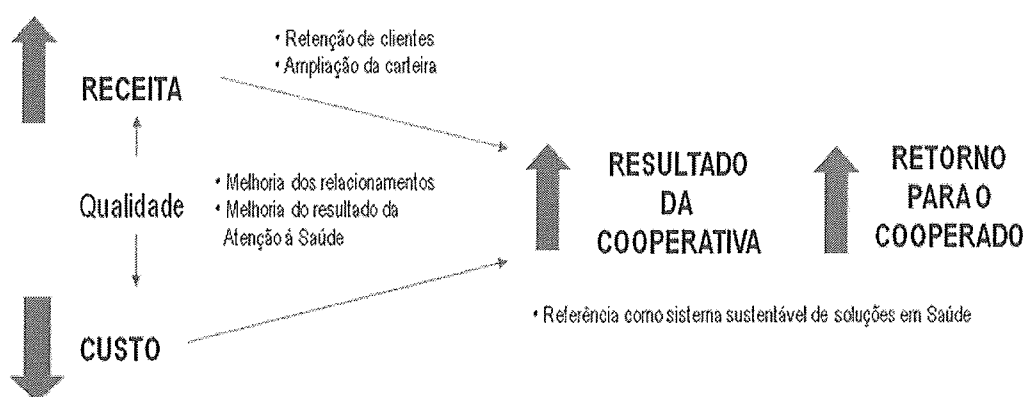 • Retenção de clientes
• Ampliação da carteira
RECEITA
Qualidade
• Melhoria dos relacionamentos
• Melhoria do resultado da
Atenção á Saúde
CUSTO
RESULTADO
DA
COOPERATIVA
RETORNO
PARA O
COOPERADO
• Referência como sistema sustentável de soluções em Saúde